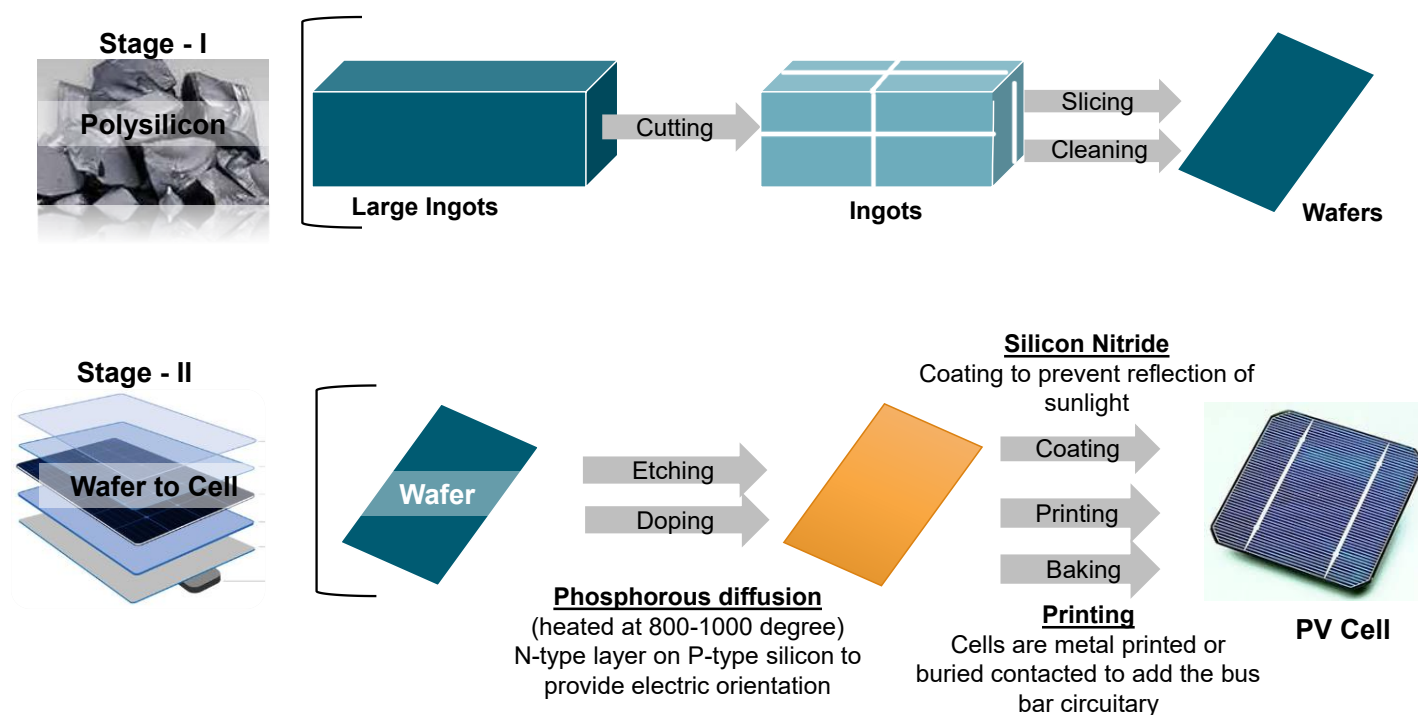 Stage - I
Polysilicon
Large Ingots
Cutting
Ingots
Slicing
Cleaning
Wafers
Stage - II
Wafer to Cell
Wafer
Etching
Doping
Phosphorous diffusion
(heated at 800-1000 degree)
N-type layer on P-type silicon to
provide electric orientation
Silicon Nitride
Coating to prevent reflection of
sunlight
Coating
Printing
Baking
Printing
Cells are metal printed or
buried contacted to add the bus
bar circuitary
PV Cell